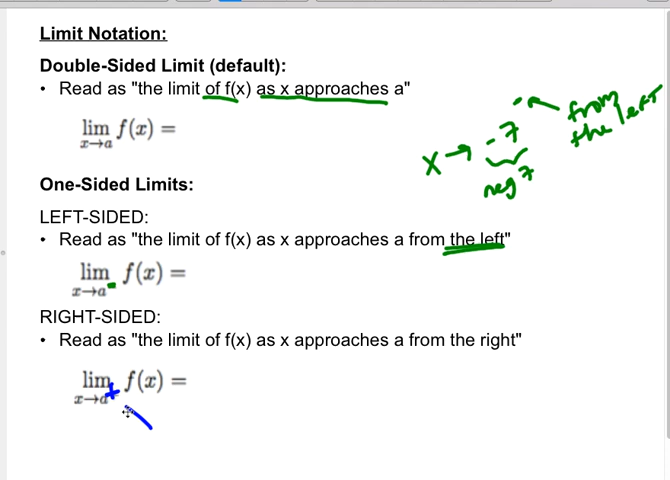 Limit Notation:
Double-Sided Limit (default):
• Read as "the limit of f(x) as x approaches a"
lim f(x) =
x→a
x → -7⁻
neg 7
from
the left
One-Sided Limits:
LEFT-SIDED:
• Read as "the limit of f(x) as x approaches a from the left"
lim f(x) =
x→a⁻
RIGHT-SIDED:
• Read as "the limit of f(x) as x approaches a from the right"
lim f(x) =
x→a⁺